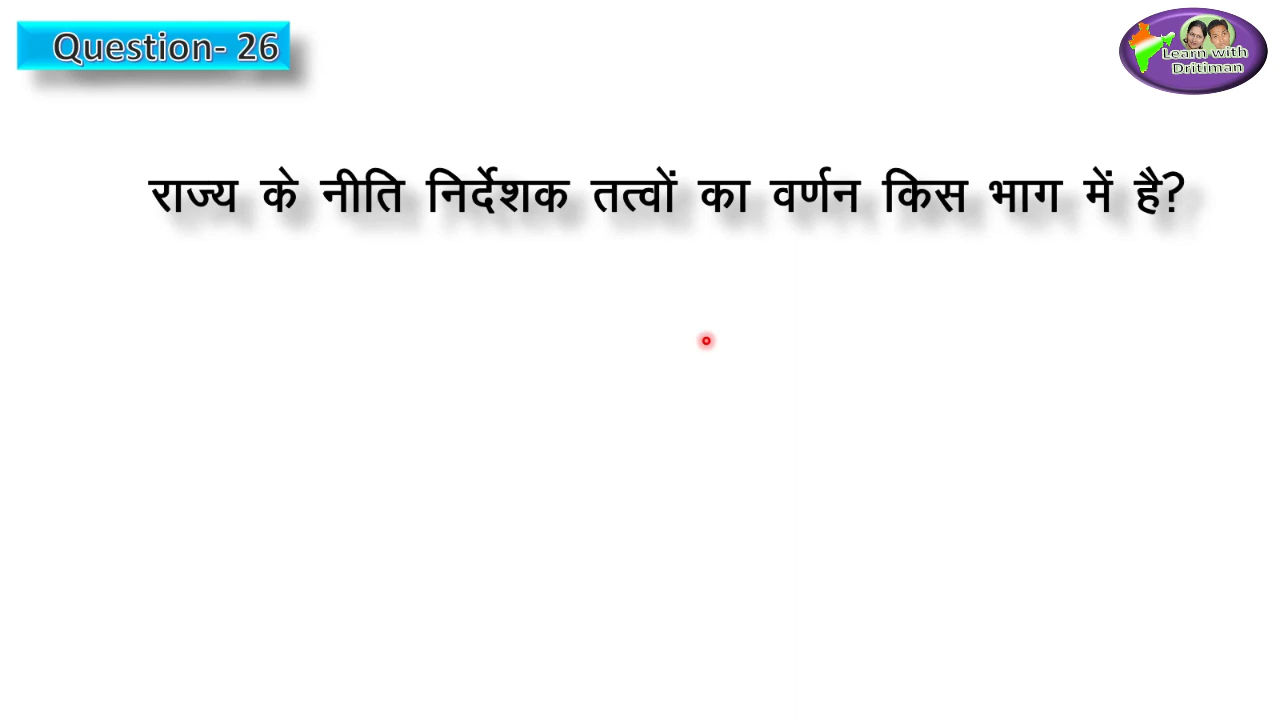 Question- 26
Learn with
Dritiman
राज्य के नीति निर्देशक तत्वों का वर्णन किस भाग में है?